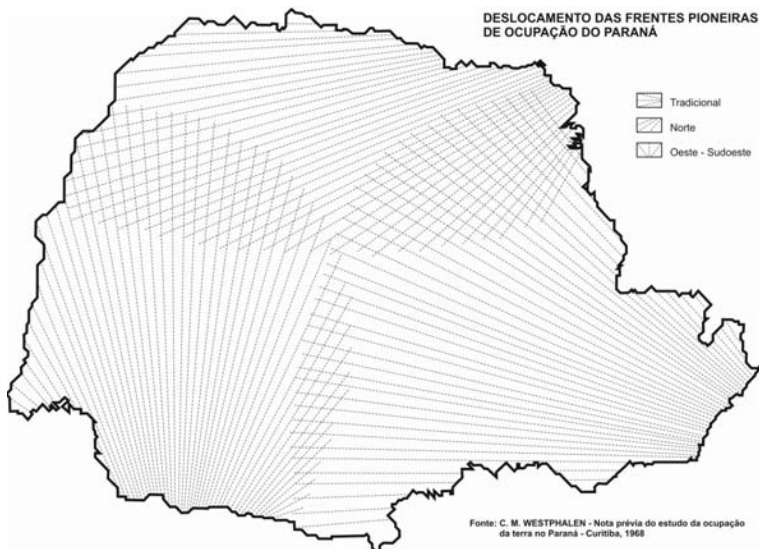 DESLOCAMENTO DAS FRENTES PIONEIRAS
DE OCUPAÇÃO DO PARANÁ
Tradicional
Norte
Oeste - Sudoeste
Fonte: C. M. WESTPHALEN - Nota prévia do estudo da ocupação
da terra no Paraná - Curitiba, 1968